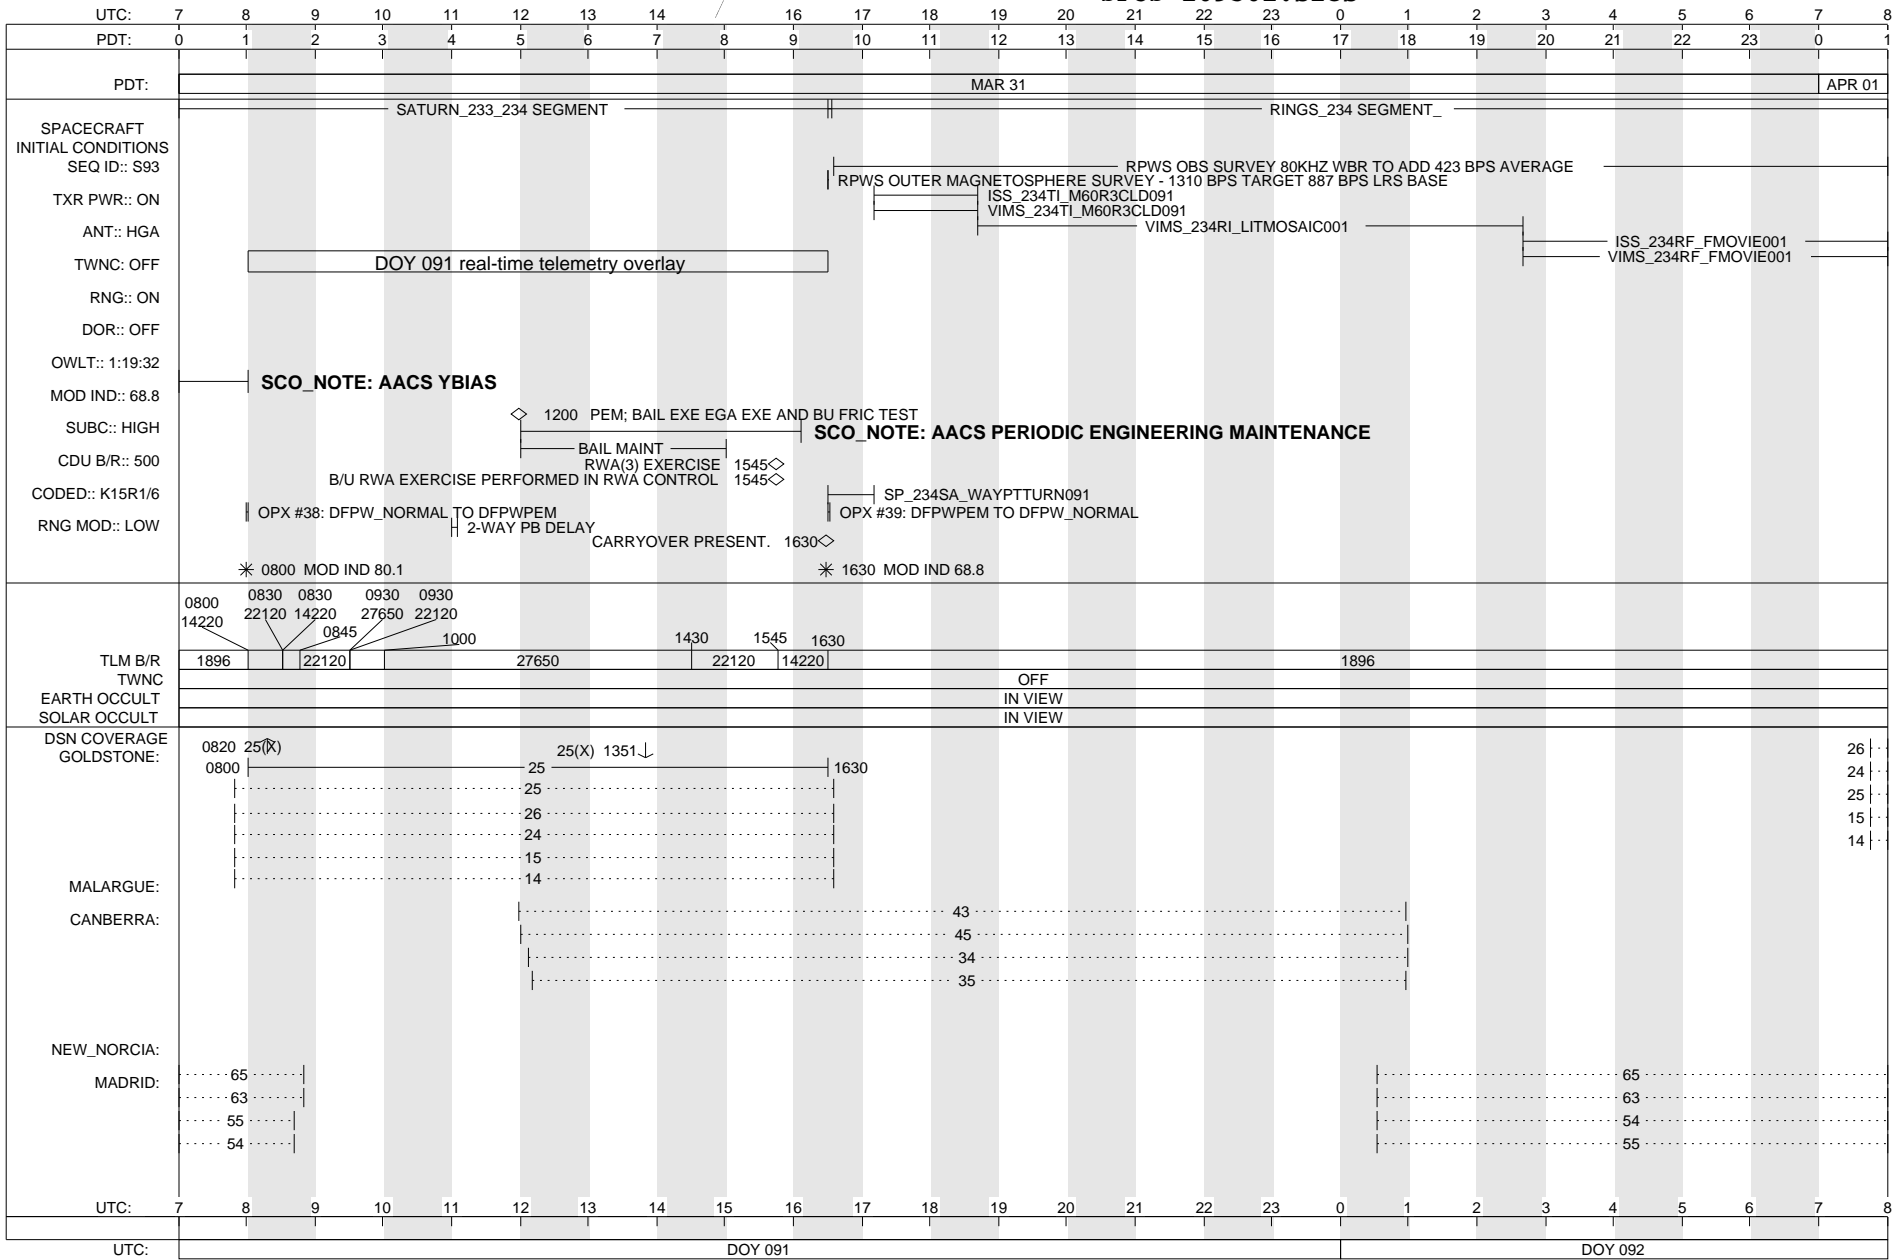 UTC: 7 8 9 10 11 12 13 14 16 17 18 19 20 21 22 23 0 1 2 3 4 5 6 7 8
PDT: 0 1 2 3 4 5 6 7 8 9 10 11 12 13 14 15 16 17 18 19 20 21 22 23 0 1
PDT: MAR 31 APR 01
SATURN_233_234 SEGMENT RINGS_234 SEGMENT_
SPACECRAFT
INITIAL CONDITIONS
SEQ ID:: S93 RPWS OBS SURVEY 80KHZ WBR TO ADD 423 BPS AVERAGE
RPWS OUTER MAGNETOSPHERE SURVEY - 1310 BPS TARGET 887 BPS LRS BASE
TXR PWR:: ON ISS_234TI_M60R3CLD091
VIMS_234TI_M60R3CLD091
ANT:: HGA VIMS_234RI_LITMOSAIC001
ISS_234RF_FMOVIE001
VIMS_234RF_FMOVIE001
TWNC: OFF DOY 091 real-time telemetry overlay
RNG:: ON
DOR:: OFF
OWLT:: 1:19:32
SCO_NOTE: AACS YBIAS
MOD IND:: 68.8
1200 PEM; BAIL EXE EGA EXE AND BU FRIC TEST
SUBC:: HIGH SCO_NOTE: AACS PERIODIC ENGINEERING MAINTENANCE
BAIL MAINT
CDU B/R:: 500 RWA(3) EXERCISE 1545
B/U RWA EXERCISE PERFORMED IN RWA CONTROL 1545
CODED:: K15R1/6 SP_234SA_WAYPTTURN091
OPX #38: DFPW_NORMAL TO DFPWPEM OPX #39: DFPWPEM TO DFPW_NORMAL
RNG MOD:: LOW 2-WAY PB DELAY
CARRYOVER PRESENT. 1630
0800 MOD IND 80.1 1630 MOD IND 68.8
0800 0830 0830 0930 0930
14220 22120 14220 27650 22120
0845 1000 1430 1545 1630
TLM B/R 1896 22120 27650 22120 14220 1896
TWNC OFF
EARTH OCCULT IN VIEW
SOLAR OCCULT IN VIEW
DSN COVERAGE
GOLDSTONE: 0820 25(X) 25(X) 1351 26
0800 25 1630 24
25 25
26 15
24 14
15
14
MALARGUE:
CANBERRA: 43
45
34
35
NEW_NORCIA:
MADRID: 65 65
63 63
55 54
54 55
UTC: 7 8 9 10 11 12 13 14 15 16 17 18 19 20 21 22 23 0 1 2 3 4 5 6 7 8
UTC: DOY 091 DOY 092